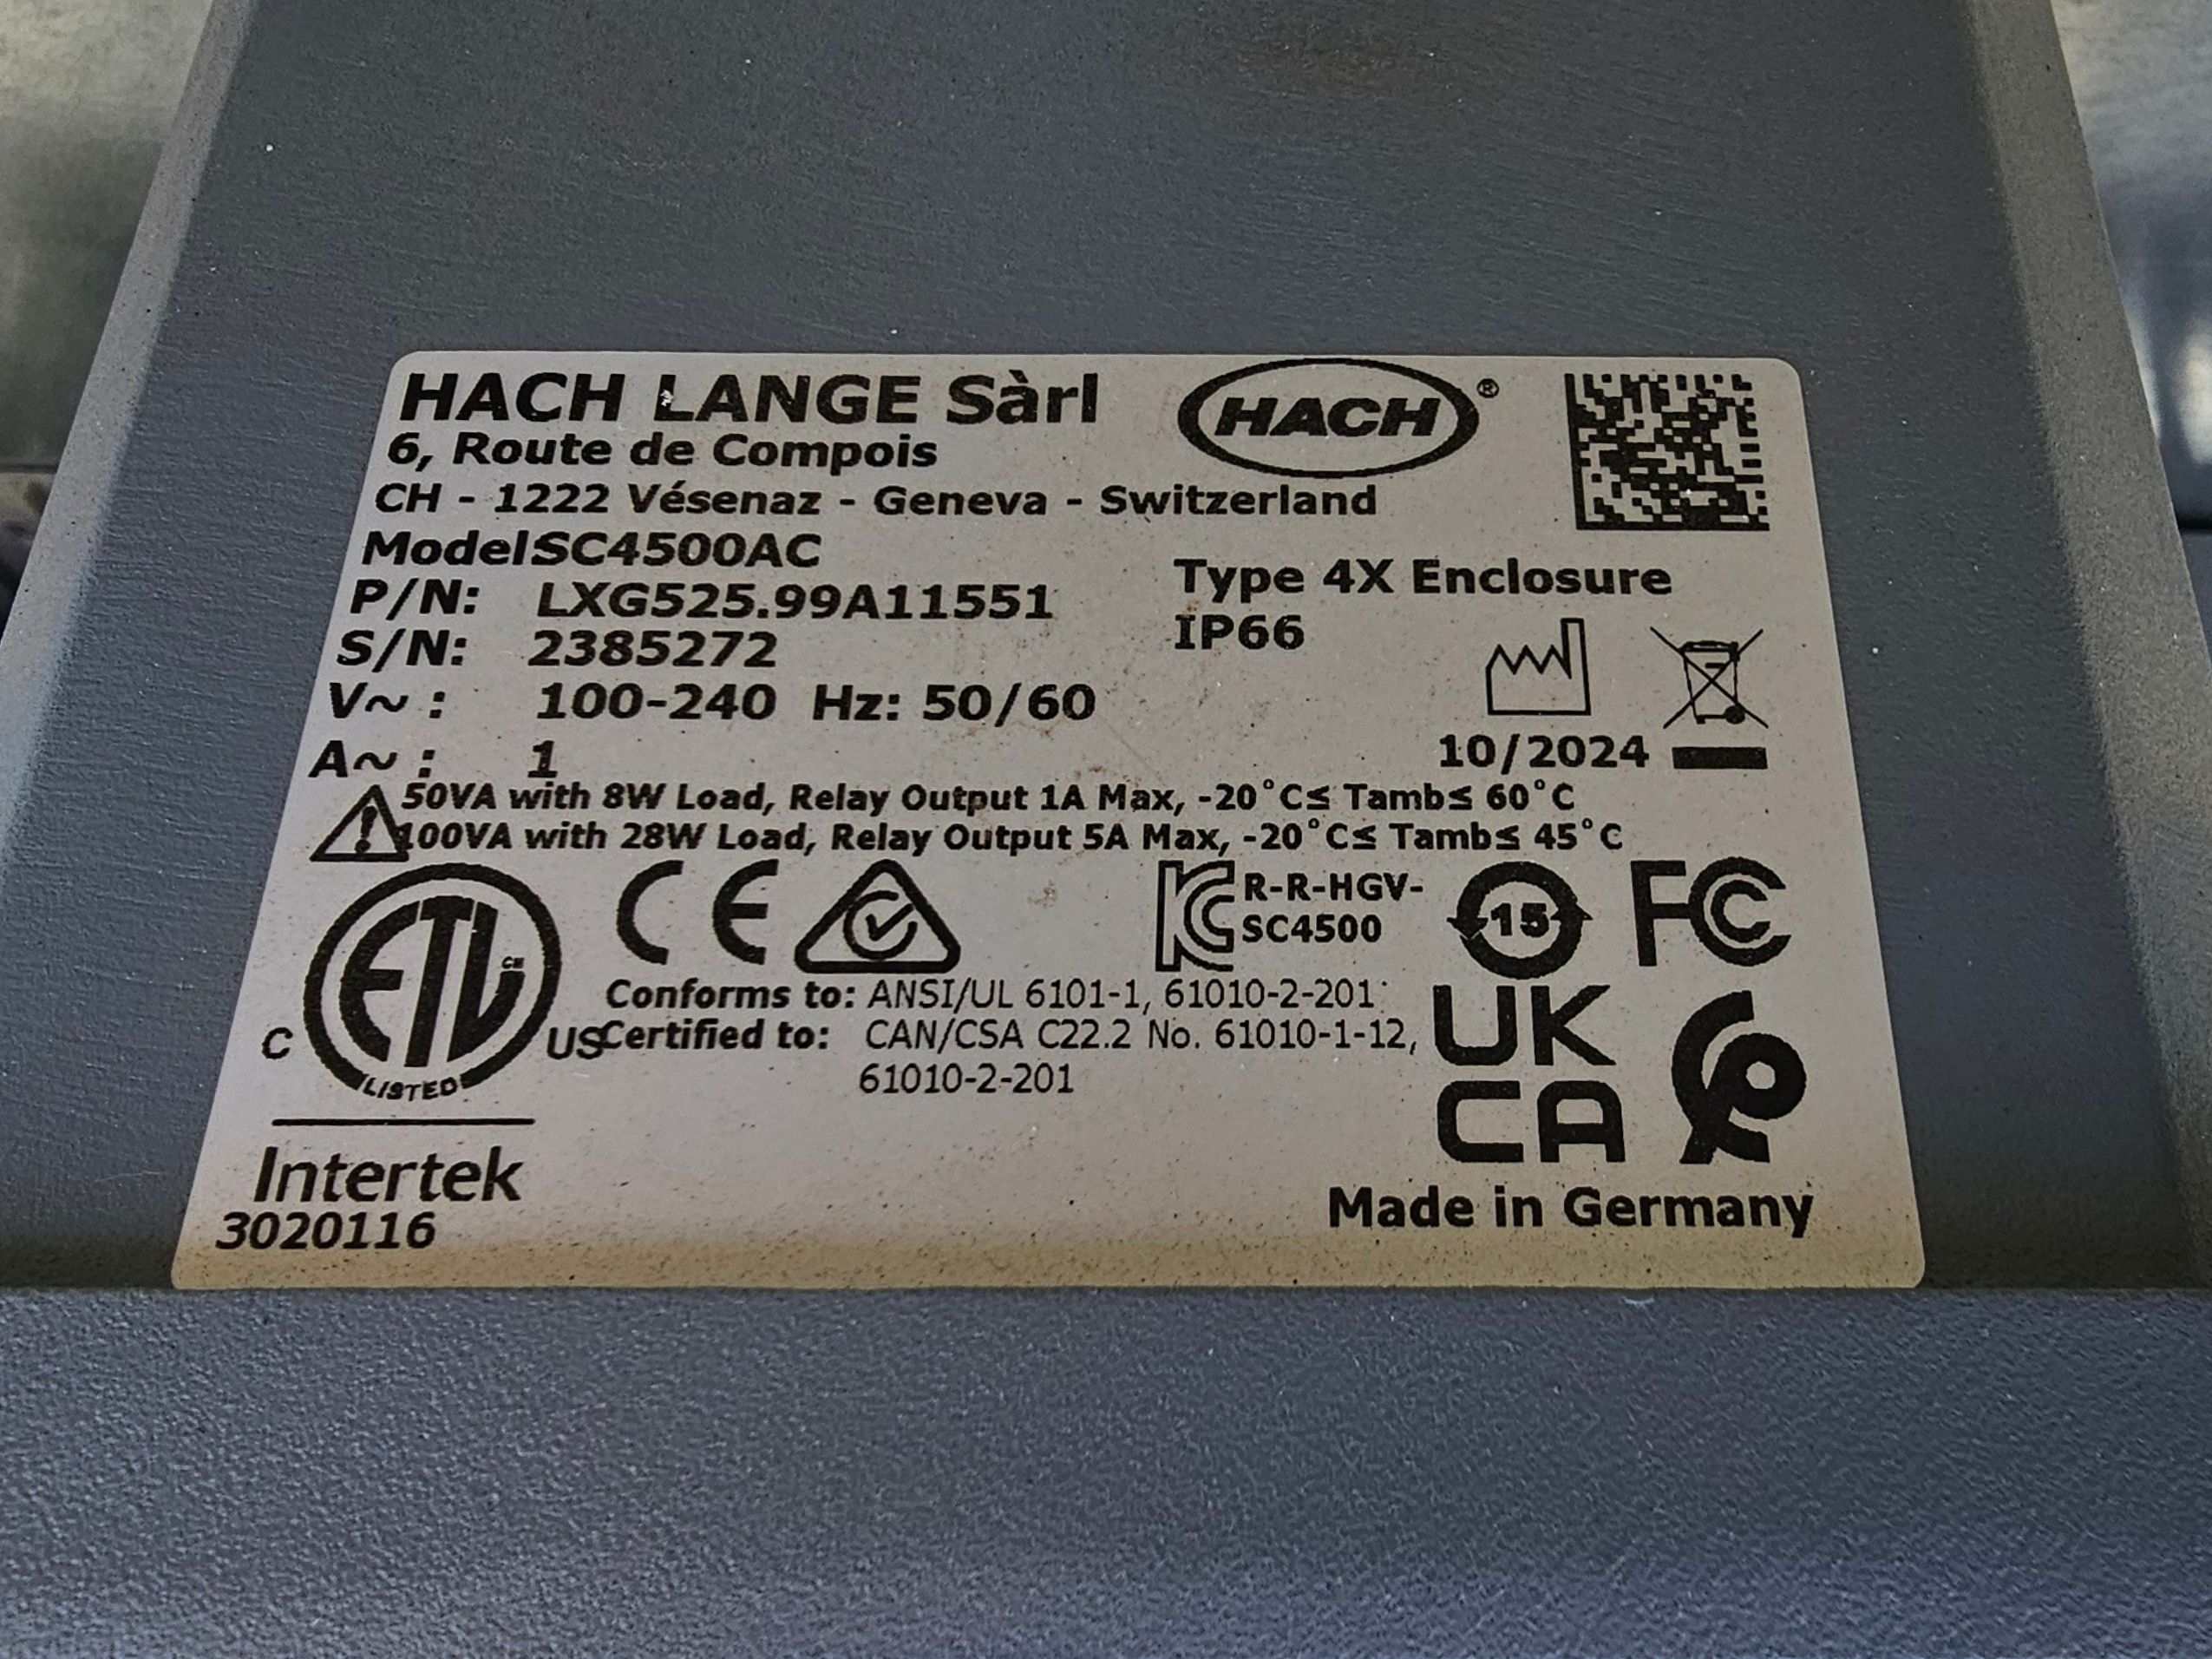 HACH LANGE Sàrl
HACH®
6, Route de Compois
CH - 1222 Vésenaz - Geneva - Switzerland
Model SC4500AC
P/N: LXG525.99A11551
S/N: 2385272
V~ : 100-240 Hz: 50/60
A~ : 1
Type 4X Enclosure
IP66
10/2024
50VA with 8W Load, Relay Output 1A Max, -20°C≤ Tamb≤ 60°C
100VA with 28W Load, Relay Output 5A Max, -20°C≤ Tamb≤ 45°C
C ETL CM US
LISTED
Intertek
3020116
CE
KC
R-R-HGV-
SC4500
15
FC
Conforms to: ANSI/UL 6101-1, 61010-2-201
Certified to: CAN/CSA C22.2 No. 61010-1-12,
61010-2-201
UK
CA
Made in Germany